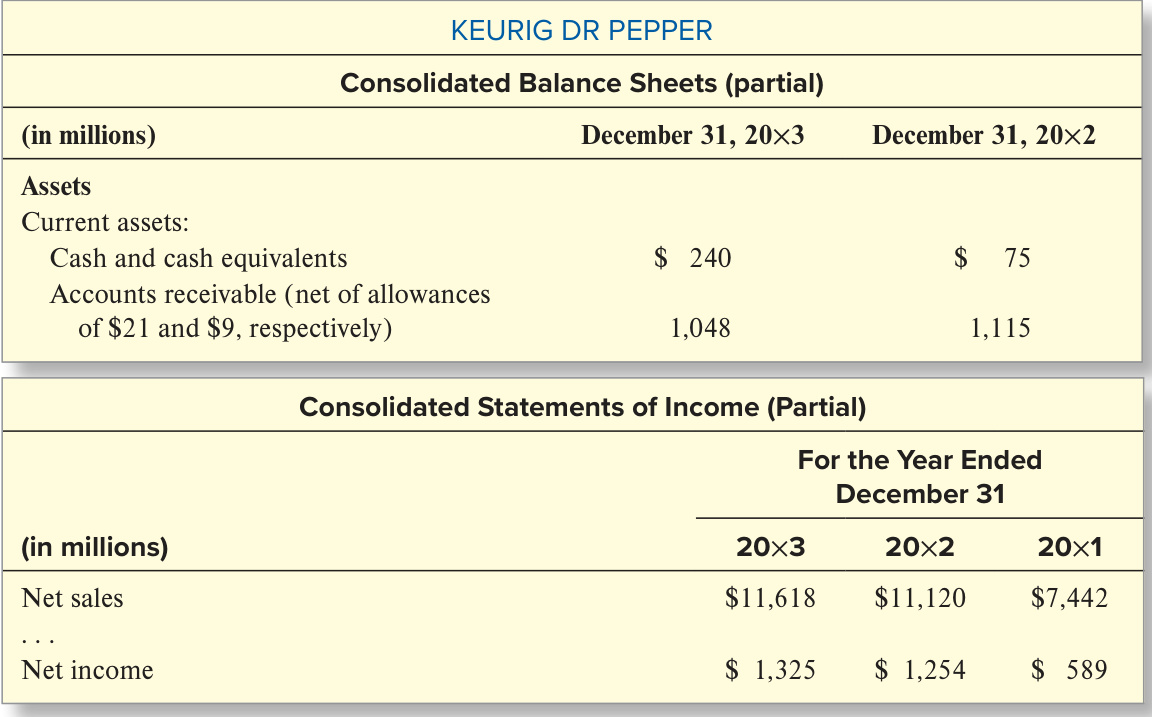 KEURIG DR PEPPER
Consolidated Balance Sheets (partial)
(in millions) December 31, 20×3 December 31, 20×2
Assets
Current assets:
Cash and cash equivalents $ 240 $ 75
Accounts receivable (net of allowances
of $21 and $9, respectively) 1,048 1,115
Consolidated Statements of Income (Partial)
For the Year Ended
December 31
(in millions) 20×3 20×2 20×1
Net sales $11,618 $11,120 $7,442
. . .
Net income $ 1,325 $ 1,254 $ 589